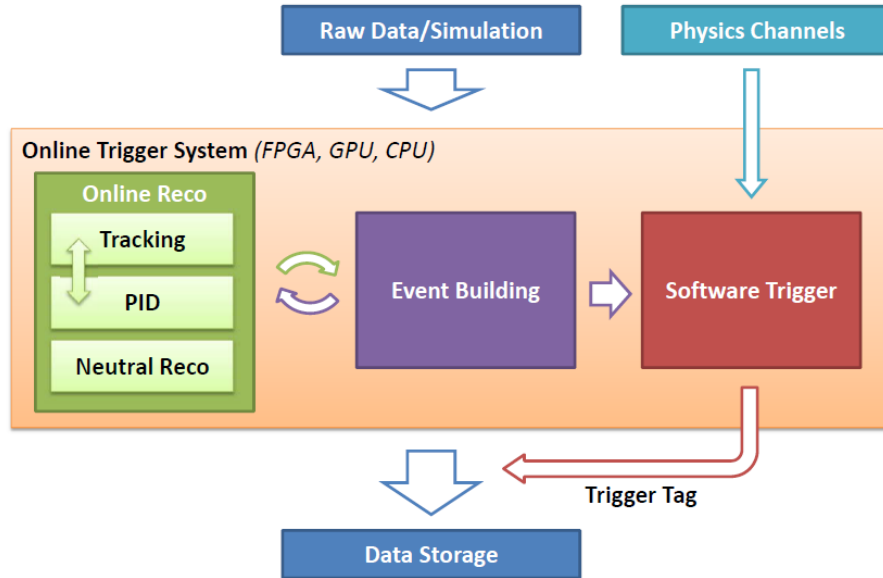 Raw Data/Simulation
Physics Channels
Online Trigger System (FPGA, GPU, CPU)
Online Reco
Tracking
PID
Neutral Reco
Event Building
Software Trigger
Trigger Tag
Data Storage